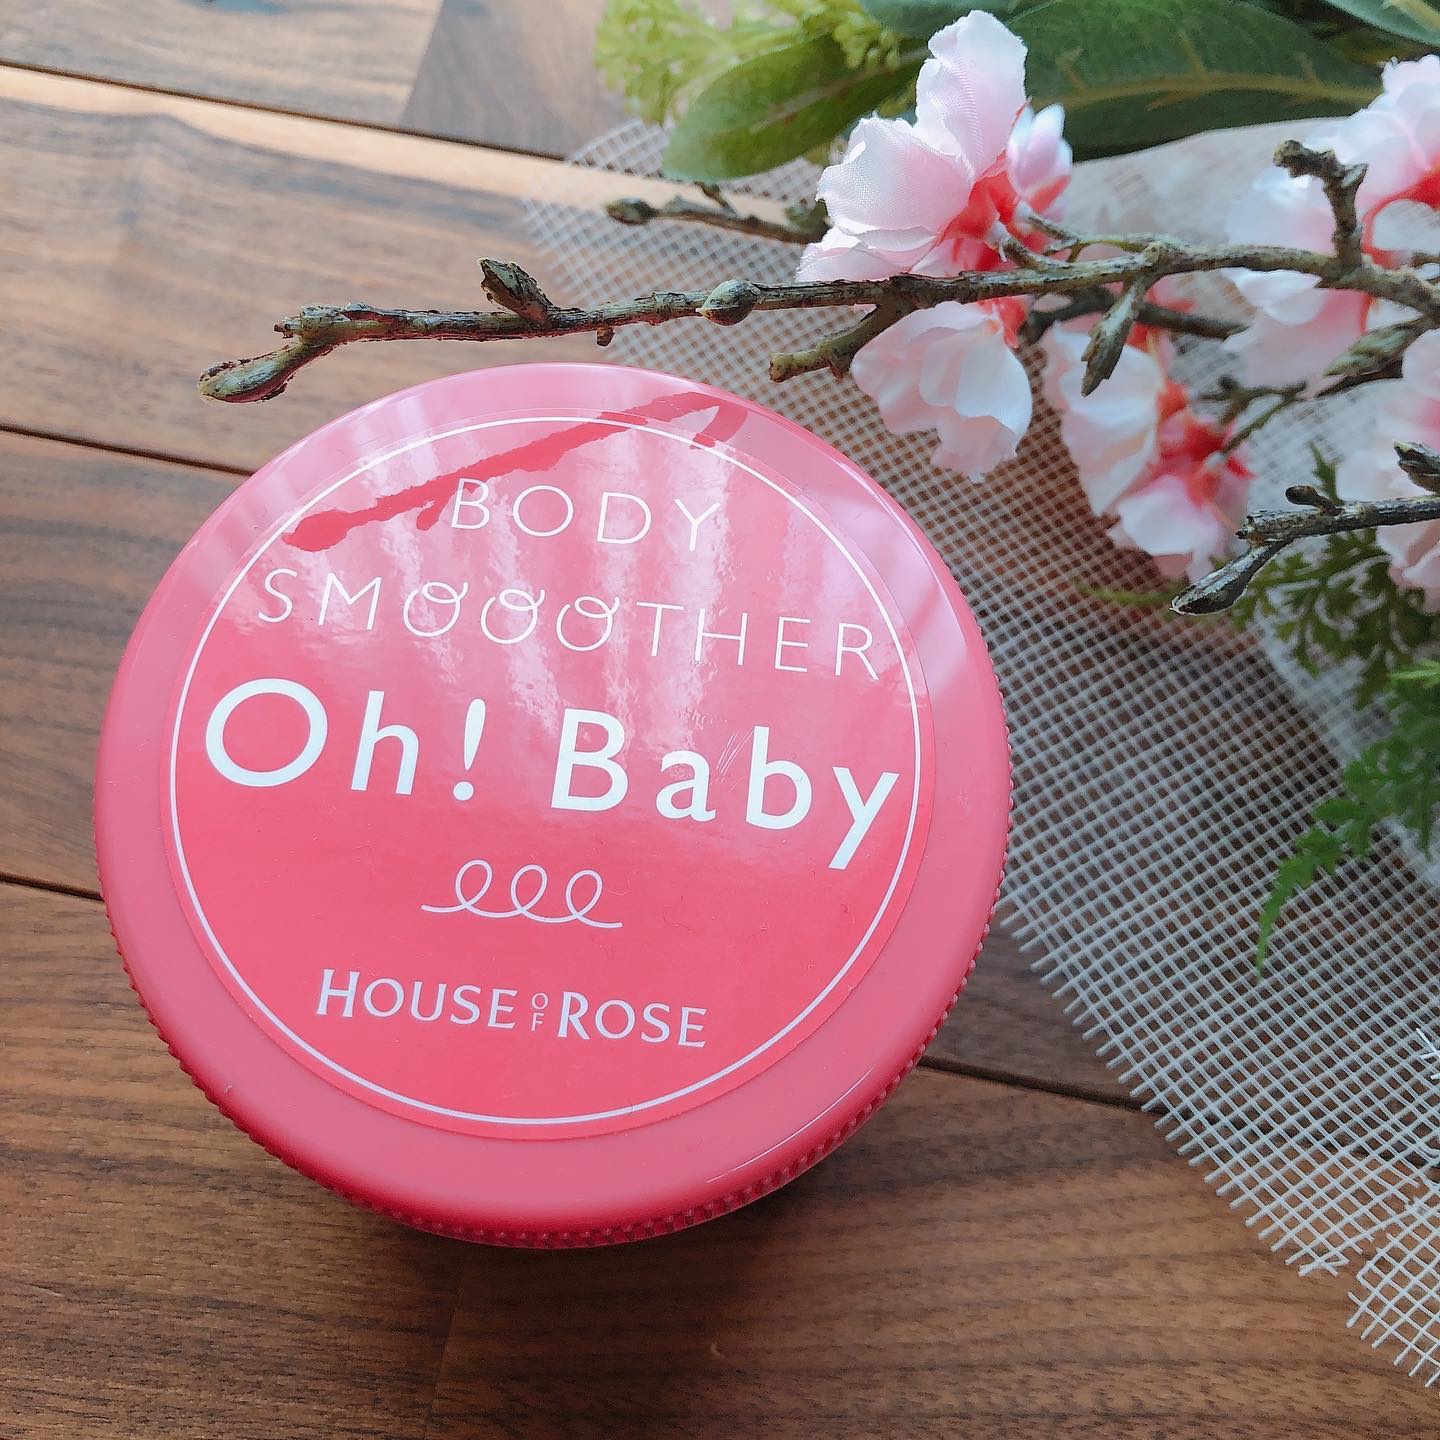 BODY
SMOOOTHER
Oh! Baby
HOUSE OF ROSE